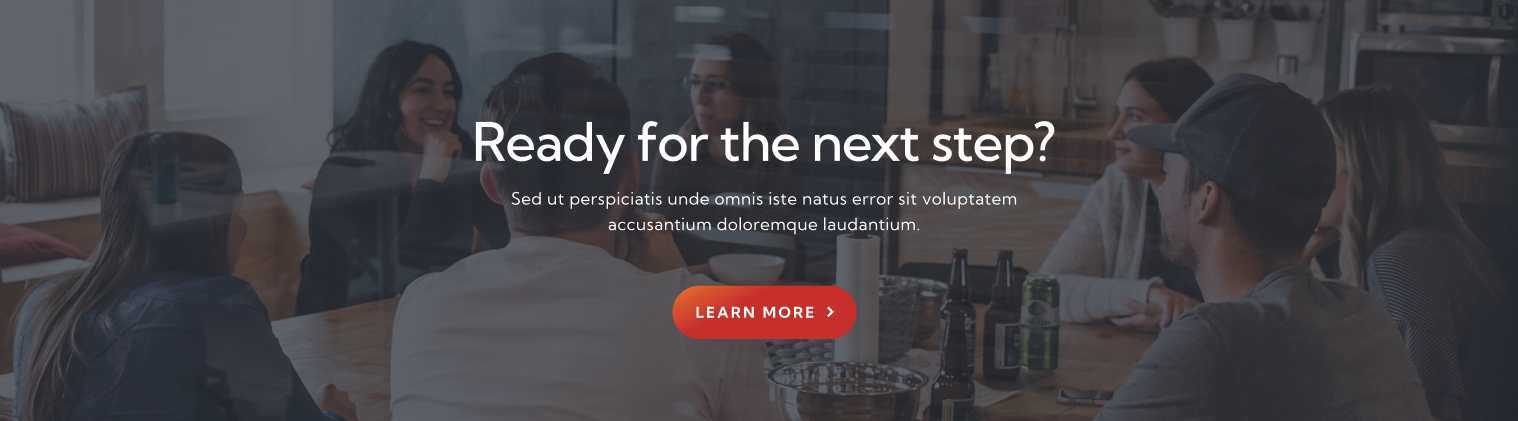 Ready for the next step?
Sed ut perspiciatis unde omnis iste natus error sit voluptatem
accusantium doloremque laudantium.
LEARN MORE